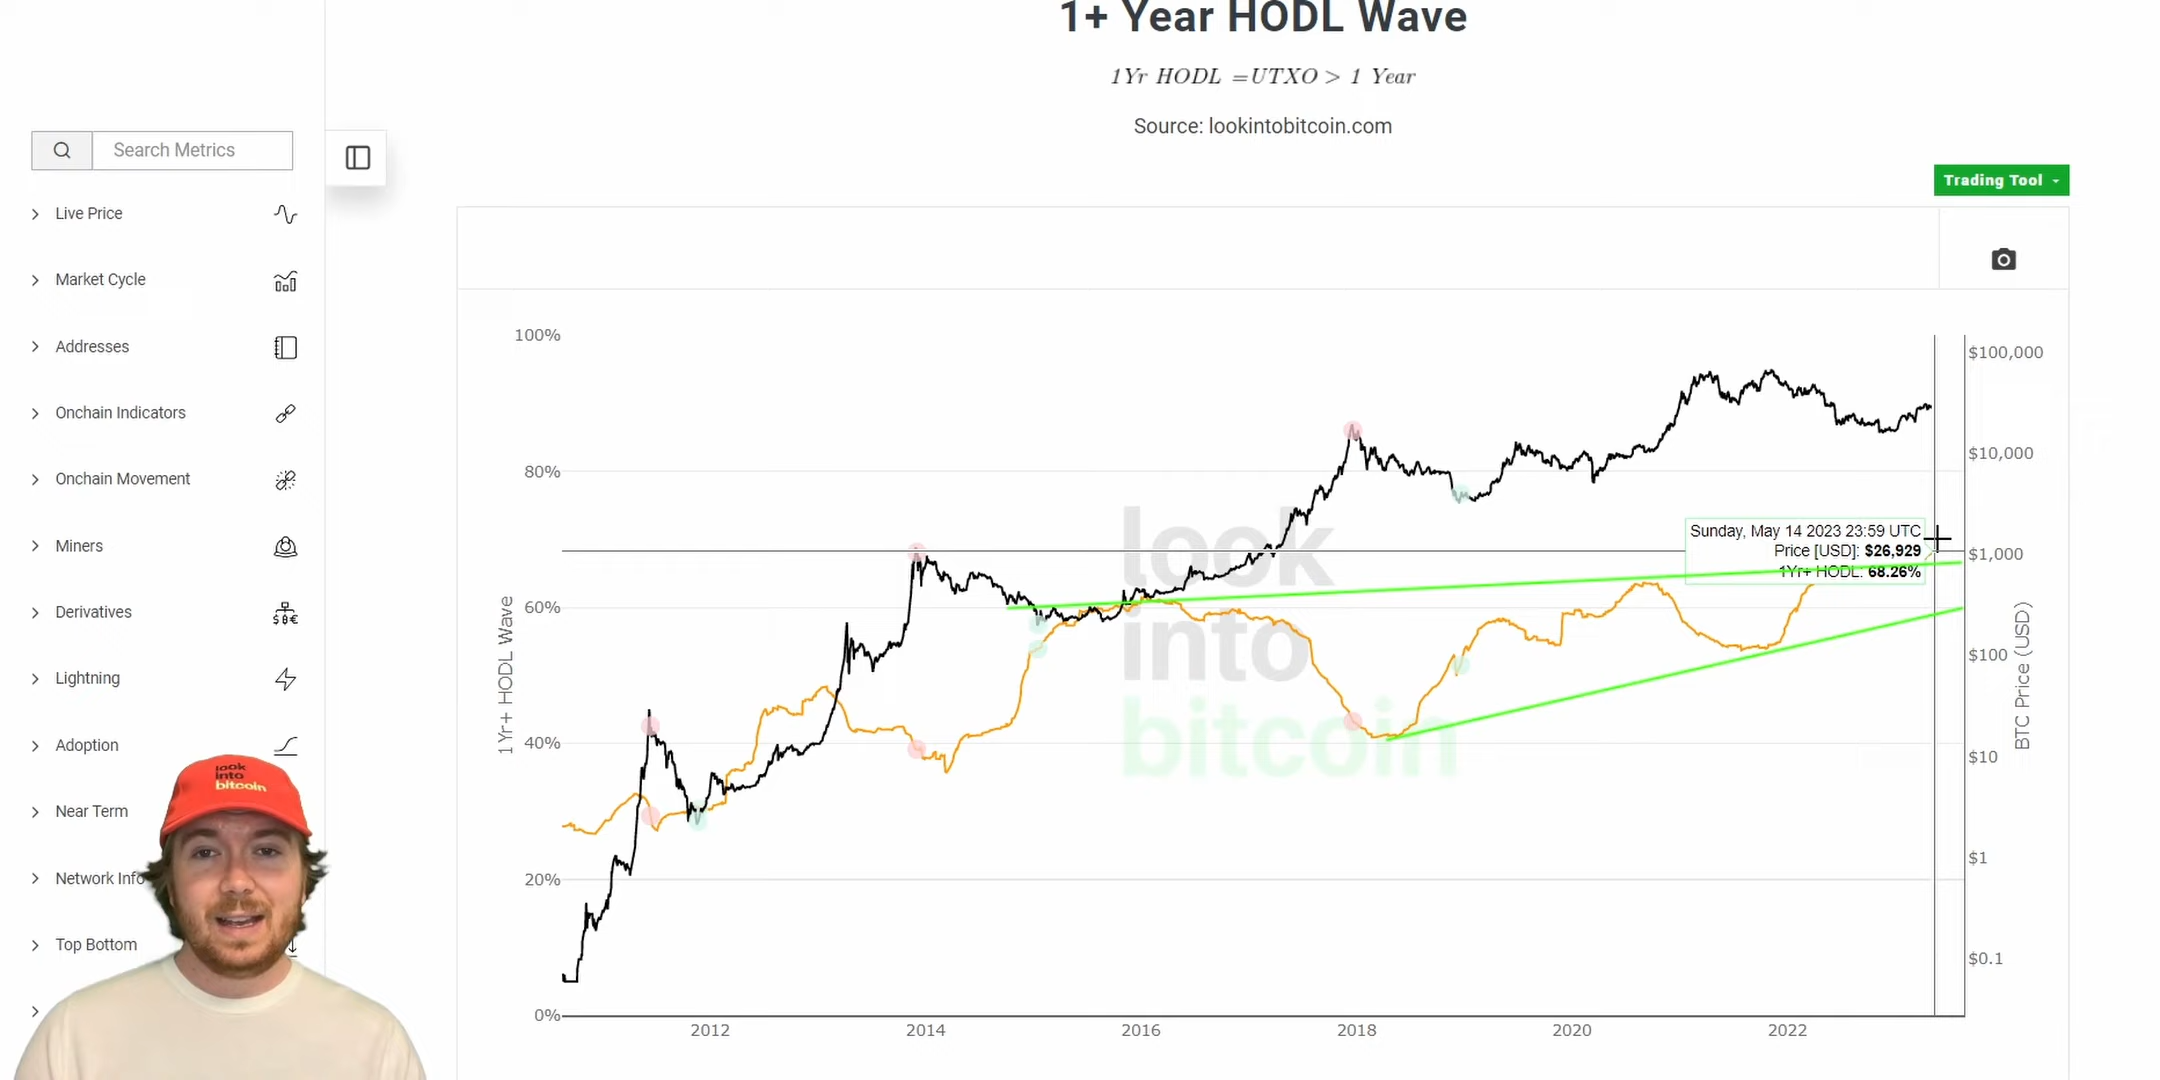 1+ Year HODL Wave
1Yr HODL = UTXO > 1 Year
Source: lookintobitcoin.com
Search Metrics
Trading Tool
Live Price
Market Cycle
Addresses
Onchain Indicators
Onchain Movement
Miners
Derivatives
Lightning
Adoption
Near Term
Network Info
Top Bottom
look
into
bitcoin
100%
80%
60%
40%
20%
0%
1Yr+ HODL Wave
look
into
bitcoin
Sunday, May 14 2023 23:59 UTC
Price [USD]: $26,929
1Yr+ HODL: 68.26%
$100,000
$10,000
$1,000
$100
$10
$1
$0.1
BTC Price (USD)
2012
2014
2016
2018
2020
2022